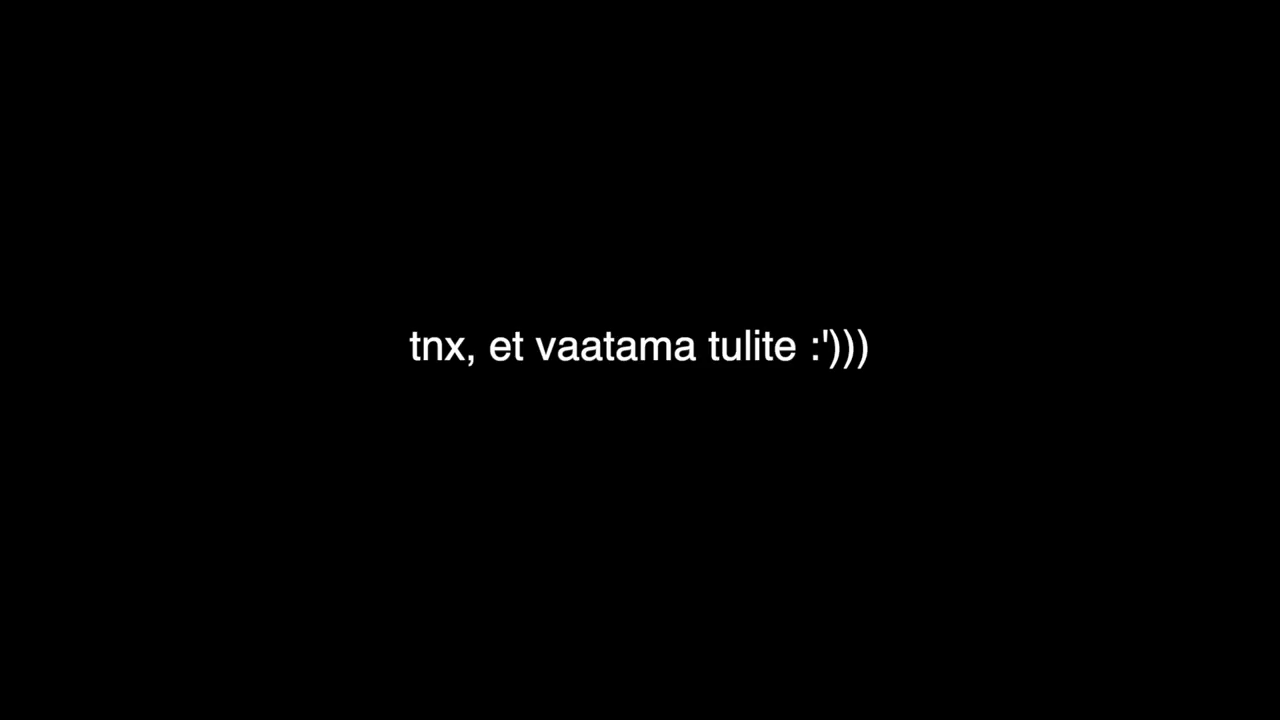 tnx, et vaatama tulite :')))